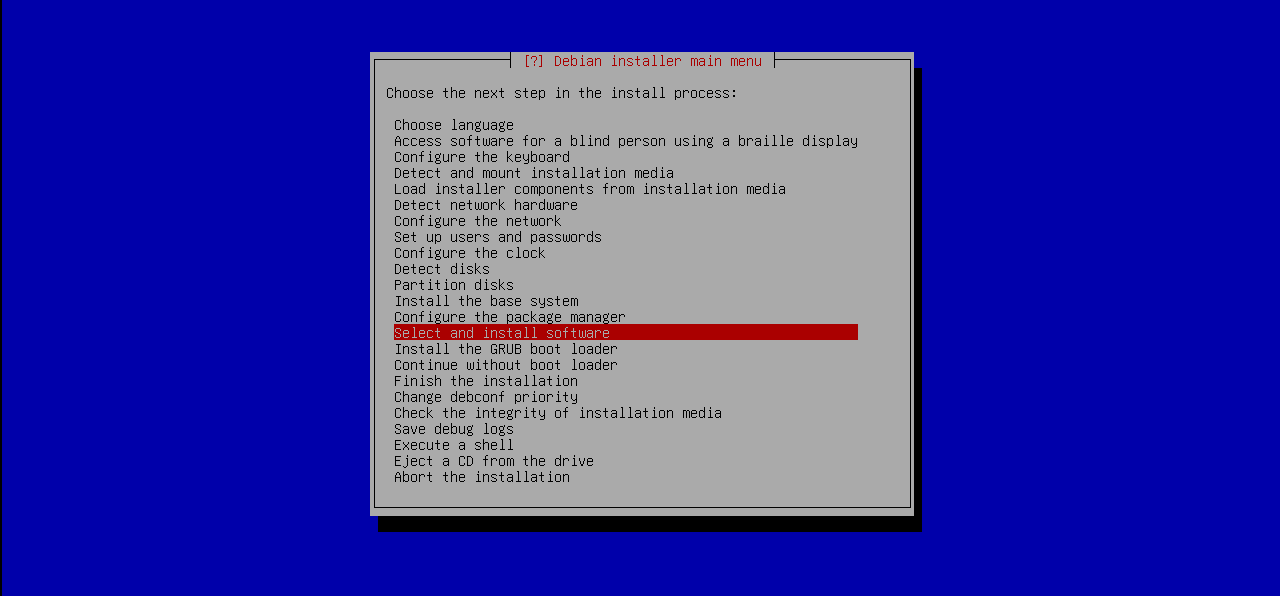 [?] Debian installer main menu
Choose the next step in the install process:
Choose language
Access software for a blind person using a braille display
Configure the keyboard
Detect and mount installation media
Load installer components from installation media
Detect network hardware
Configure the network
Set up users and passwords
Configure the clock
Detect disks
Partition disks
Install the base system
Configure the package manager
Select and install software
Install the GRUB boot loader
Continue without boot loader
Finish the installation
Change debconf priority
Check the integrity of installation media
Save debug logs
Execute a shell
Eject a CD from the drive
Abort the installation